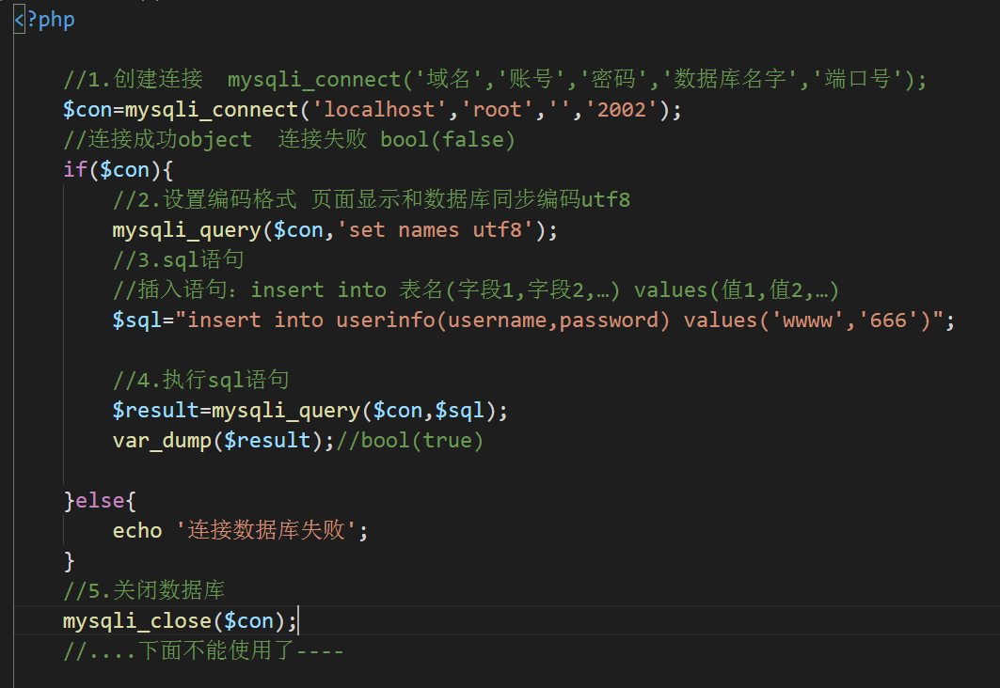 <?php
//1.创建连接  mysqli_connect('域名','账号','密码','数据库名字','端口号');
$con=mysqli_connect('localhost','root','','2002');
//连接成功object  连接失败 bool(false)
if($con){
//2.设置编码格式 页面显示和数据库同步编码utf8
mysqli_query($con,'set names utf8');
//3.sql语句
//插入语句：insert into 表名(字段1,字段2,…) values(值1,值2,…)
$sql="insert into userinfo(username,password) values('wwww','666')";
//4.执行sql语句
$result=mysqli_query($con,$sql);
var_dump($result);//bool(true)
}else{
echo '连接数据库失败';
}
//5.关闭数据库
mysqli_close($con);
//....下面不能使用了----